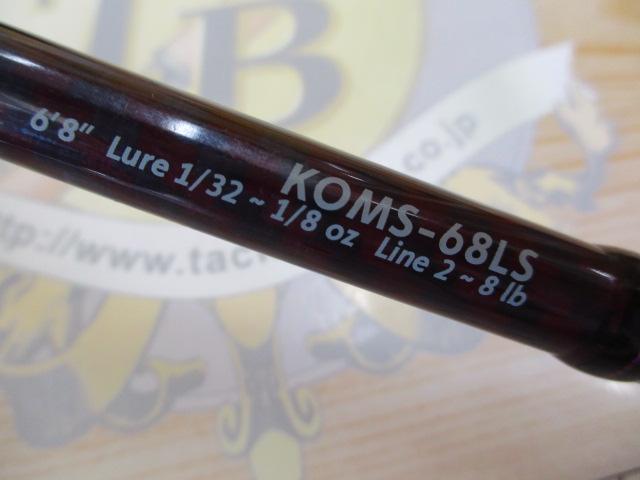 TB
KOMS-68LS
6'8" Lure 1/32 ~ 1/8 oz Line 2 ~ 8 lb
http://www.tac
.co.jp